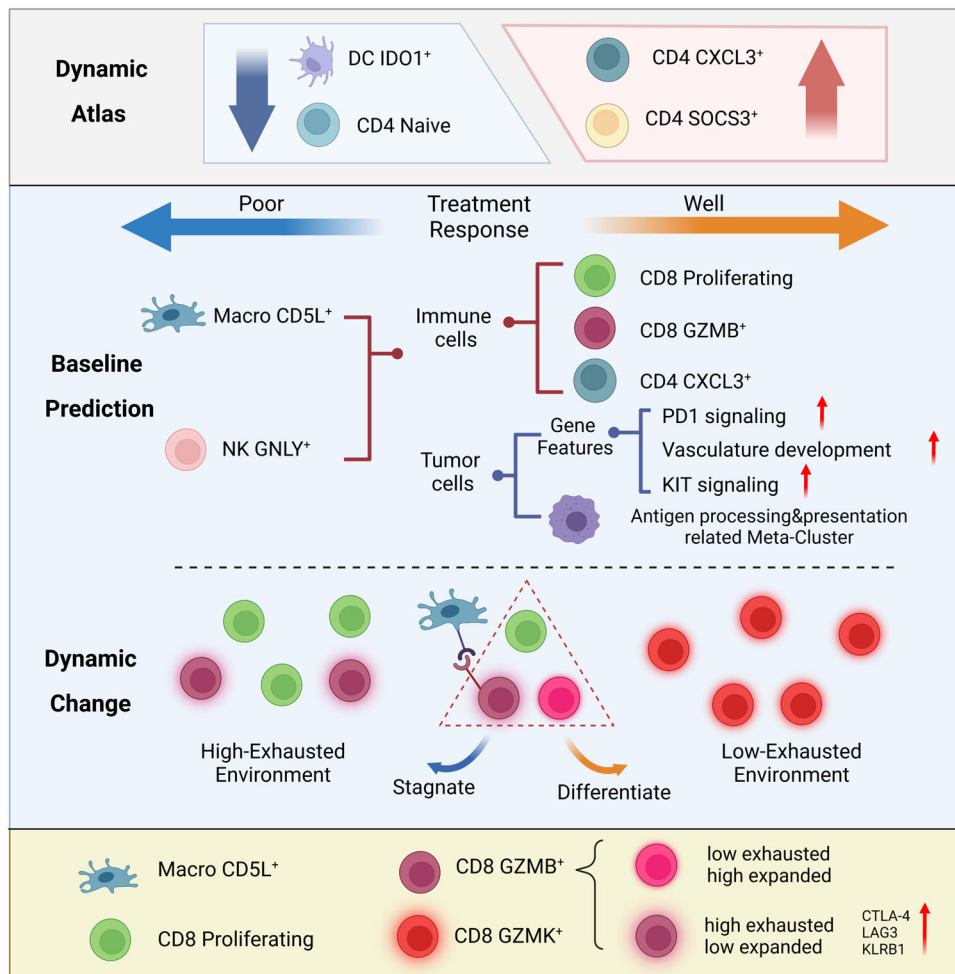 Dynamic
Atlas
DC IDO1⁺
CD4 Naive
CD4 CXCL3⁺
CD4 SOCS3⁺
Poor
Treatment
Response
Well
Baseline
Prediction
Macro CD5L⁺
NK GNLY⁺
Immune
cells
CD8 Proliferating
CD8 GZMB⁺
CD4 CXCL3⁺
Tumor
cells
Gene
Features
PD1 signaling
Vasculature development
KIT signaling
Antigen processing&presentation
related Meta-Cluster
Dynamic
Change
High-Exhausted
Environment
Stagnate
Differentiate
Low-Exhausted
Environment
Macro CD5L⁺
CD8 Proliferating
CD8 GZMB⁺
CD8 GZMK⁺
low exhausted
high expanded
high exhausted
low expanded
CTLA-4
LAG3
KLRB1